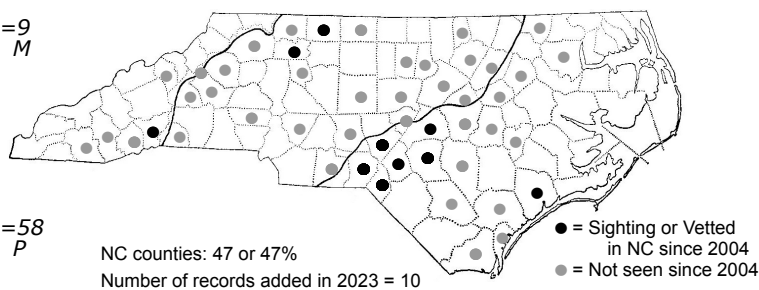 =9
M
=58
P
NC counties: 47 or 47%
Number of records added in 2023 = 10
● = Sighting or Vetted
in NC since 2004
● = Not seen since 2004